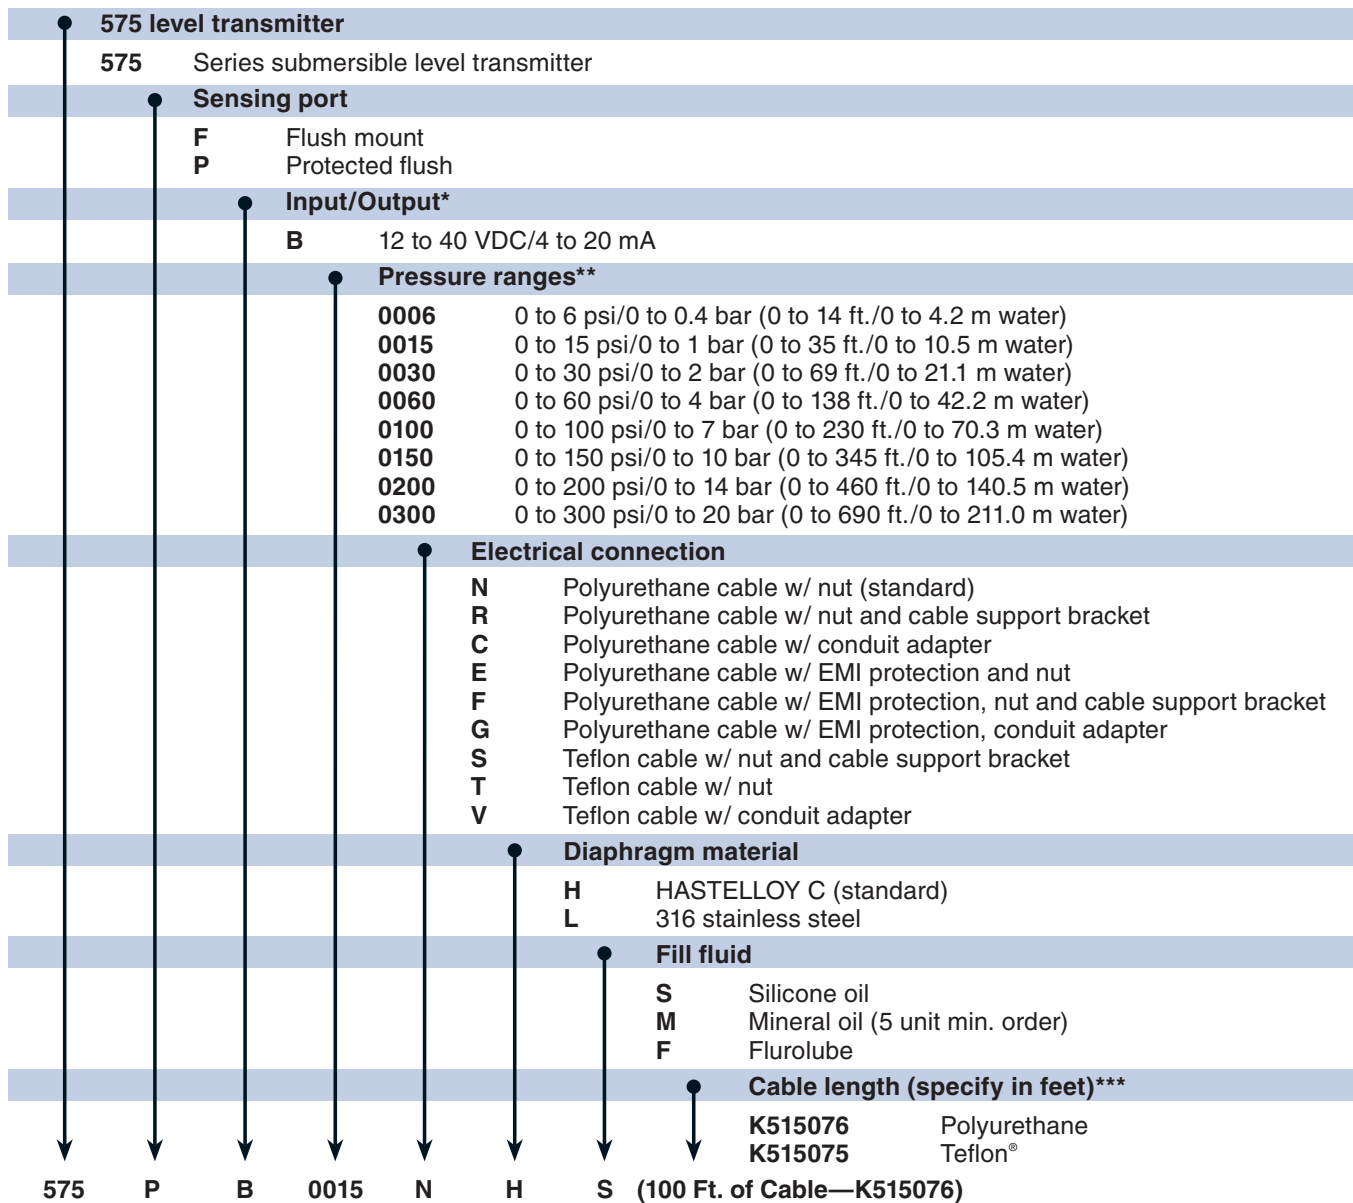 575 level transmitter
575 Series submersible level transmitter
Sensing port
F Flush mount
P Protected flush
Input/Output*
B 12 to 40 VDC/4 to 20 mA
Pressure ranges**
0006 0 to 6 psi/0 to 0.4 bar (0 to 14 ft./0 to 4.2 m water)
0015 0 to 15 psi/0 to 1 bar (0 to 35 ft./0 to 10.5 m water)
0030 0 to 30 psi/0 to 2 bar (0 to 69 ft./0 to 21.1 m water)
0060 0 to 60 psi/0 to 4 bar (0 to 138 ft./0 to 42.2 m water)
0100 0 to 100 psi/0 to 7 bar (0 to 230 ft./0 to 70.3 m water)
0150 0 to 150 psi/0 to 10 bar (0 to 345 ft./0 to 105.4 m water)
0200 0 to 200 psi/0 to 14 bar (0 to 460 ft./0 to 140.5 m water)
0300 0 to 300 psi/0 to 20 bar (0 to 690 ft./0 to 211.0 m water)
Electrical connection
N Polyurethane cable w/ nut (standard)
R Polyurethane cable w/ nut and cable support bracket
C Polyurethane cable w/ conduit adapter
E Polyurethane cable w/ EMI protection and nut
F Polyurethane cable w/ EMI protection, nut and cable support bracket
G Polyurethane cable w/ EMI protection, conduit adapter
S Teflon cable w/ nut and cable support bracket
T Teflon cable w/ nut
V Teflon cable w/ conduit adapter
Diaphragm material
H HASTELLOY C (standard)
L 316 stainless steel
Fill fluid
S Silicone oil
M Mineral oil (5 unit min. order)
F Flurolube
Cable length (specify in feet)***
K515076 Polyurethane
K515075 Teflon®
575 P B 0015 N H S (100 Ft. of Cable—K515076)